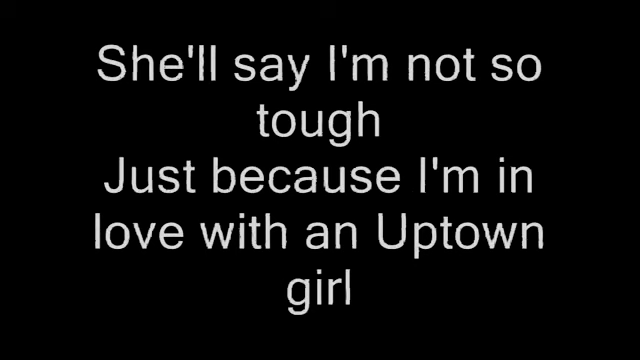 She'll say I'm not so
tough
Just because I'm in
love with an Uptown
girl